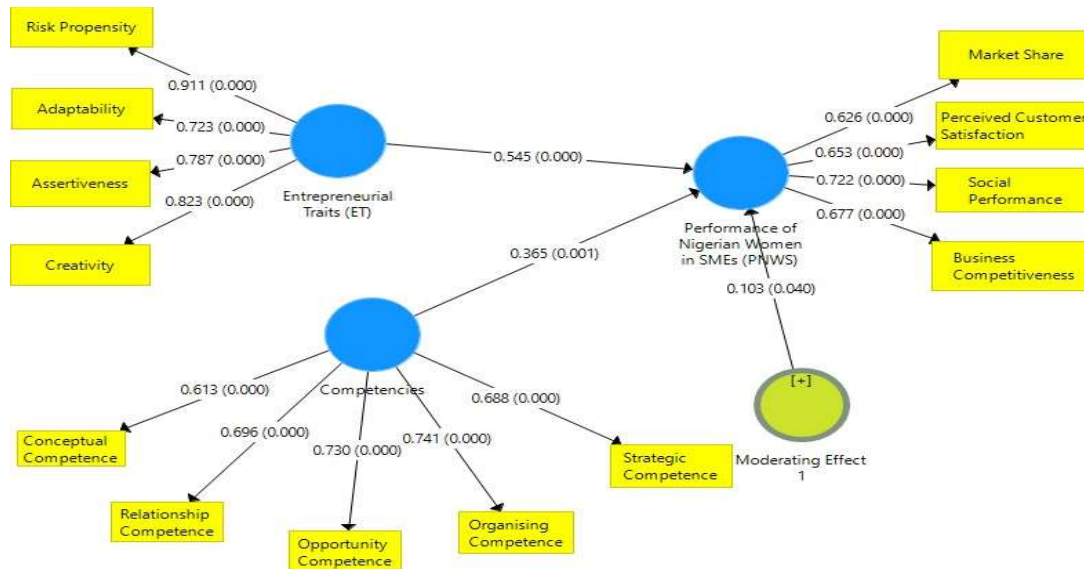 Risk Propensity
0.911 (0.000)
Adaptability
0.723 (0.000)
Assertiveness
0.787 (0.000)
0.823 (0.000)
Creativity
Entrepreneurial
Traits (ET)
0.545 (0.000)
Market Share
0.626 (0.000)
Perceived Customer
Satisfaction
0.653 (0.000)
Social
Performance
0.722 (0.000)
0.677 (0.000)
Business
Competitiveness
Performance of
Nigerian Women
in SMEs (PNWS)
0.365 (0.001)
0.103 (0.040)
[+]
Moderating Effect
1
Competencies
0.613 (0.000)
0.696 (0.000)
0.730 (0.000)
0.741 (0.000)
0.688 (0.000)
Conceptual
Competence
Relationship
Competence
Opportunity
Competence
Organising
Competence
Strategic
Competence